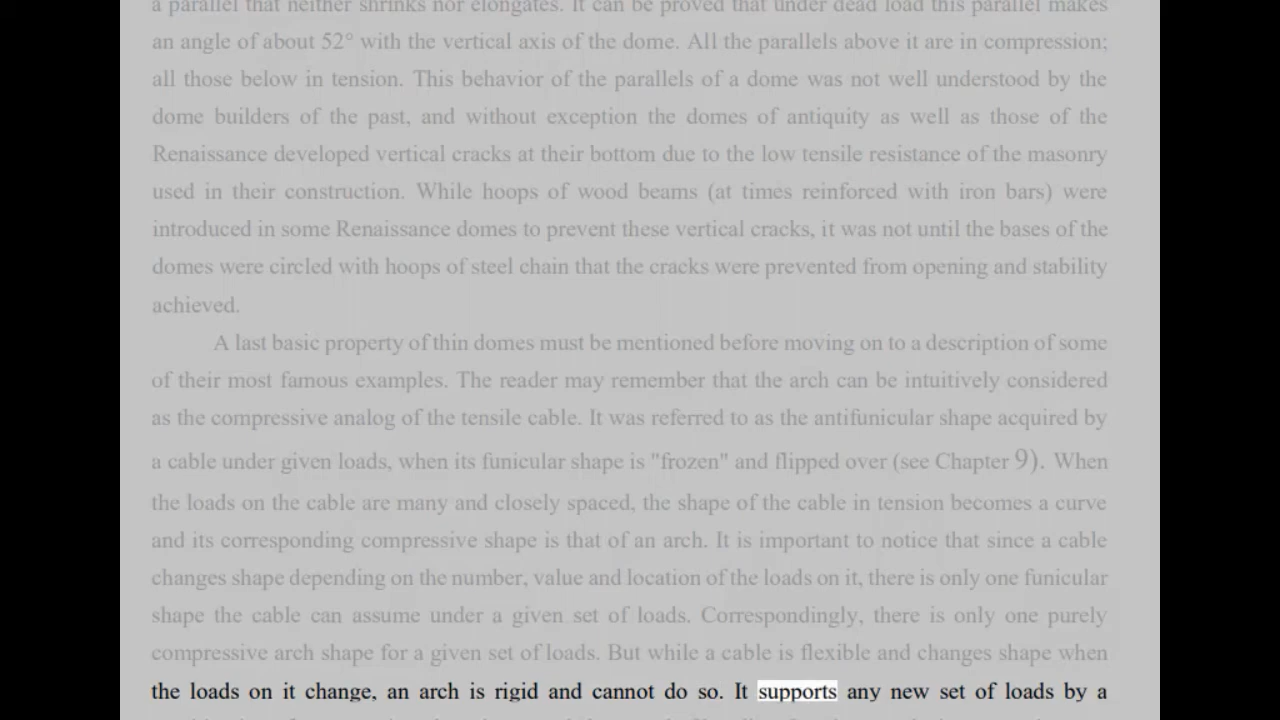 a parallel that neither shrinks nor elongates. It can be proved that under dead load this parallel makes
an angle of about 52° with the vertical axis of the dome. All the parallels above it are in compression;
all those below in tension. This behavior of the parallels of a dome was not well understood by the
dome builders of the past, and without exception the domes of antiquity as well as those of the
Renaissance developed vertical cracks at their bottom due to the low tensile resistance of the masonry
used in their construction. While hoops of wood beams (at times reinforced with iron bars) were
introduced in some Renaissance domes to prevent these vertical cracks, it was not until the bases of the
domes were circled with hoops of steel chain that the cracks were prevented from opening and stability
achieved.
A last basic property of thin domes must be mentioned before moving on to a description of some
of their most famous examples. The reader may remember that the arch can be intuitively considered
as the compressive analog of the tensile cable. It was referred to as the antifunicular shape acquired by
a cable under given loads, when its funicular shape is "frozen" and flipped over (see Chapter 9). When
the loads on the cable are many and closely spaced, the shape of the cable in tension becomes a curve
and its corresponding compressive shape is that of an arch. It is important to notice that since a cable
changes shape depending on the number, value and location of the loads on it, there is only one funicular
shape the cable can assume under a given set of loads. Correspondingly, there is only one purely
compressive arch shape for a given set of loads. But while a cable is flexible and changes shape when
the loads on it change, an arch is rigid and cannot do so. It supports any new set of loads by a